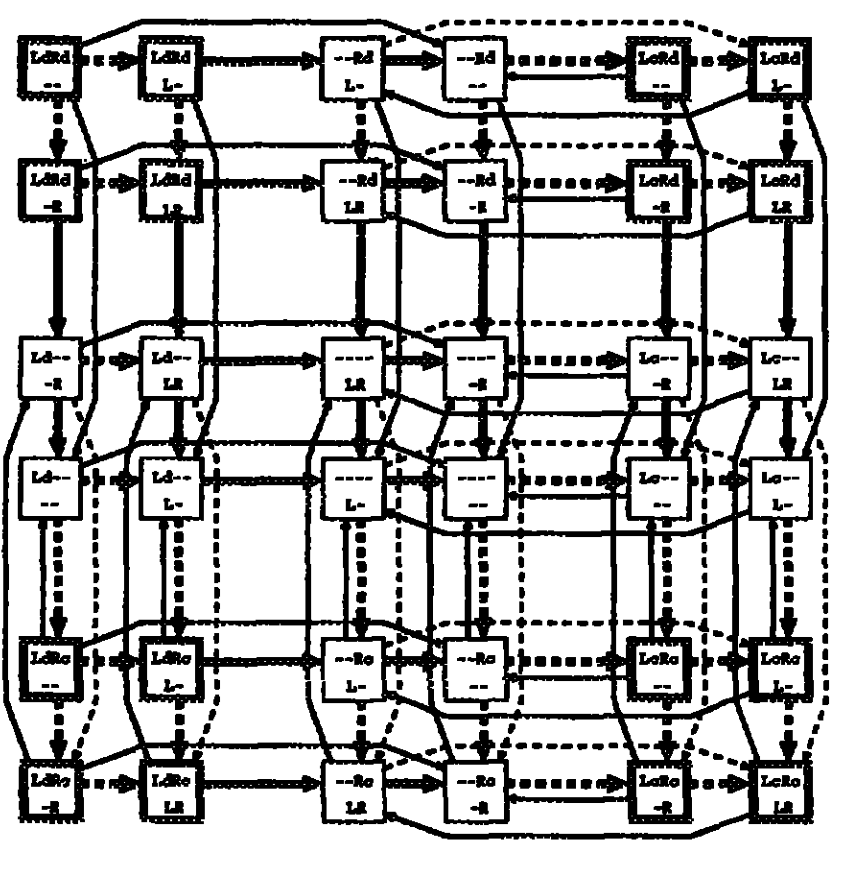 LdRd LdRd --Rd --Rd LcRd LcRd
-- L- L- -- -- L-
LdRd LdRd --Rd --Rd LcRd LcRd
-R LR LR -R -R LR
Ld-- Ld-- ---- ---- Lc-- Lc--
-R LR LR -R -R LR
Ld-- Ld-- ---- ---- Lc-- Lc--
-- L- L- -- -- L-
LdRc LdRc --Rc --Rc LcRc LcRc
-- L- L- -- -- L-
LdRc LdRc --Rc --Rc LcRc LcRc
-R LR LR -R -R LR